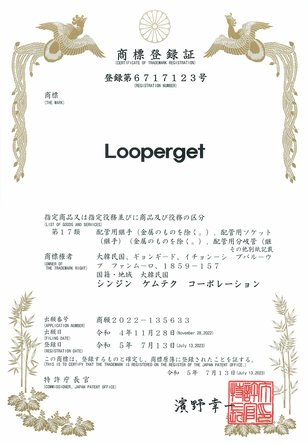 商標登録証
(CERTIFICATE OF TRADEMARK REGISTRATION)
登録第6717123号
(REGISTRATION NUMBER)
商標
(THE MARK)
Looperget
指定商品又は指定役務並びに商品及び役務の区分
(LIST OF GOODS AND SERVICES)
第17類 配管用継手(金属のものを除く。),配管用ソケット
(継手)(金属のものを除く。),配管用分岐管(継
その他別紙記載
商標権者 大韓民国、ギョンギ-ド、イチョン-シ ブバル-ウ
(OWNER OF THE TRADEMARK RIGHT)
プ ファンム-ロ、1859-157
国籍・地域 大韓民国
シンジン ケムテク コーポレーション
出願番号 商願2022-135633
(APPLICATION NUMBER)
出願日 令和 4年11月28日(November 28,2022)
(FILING DATE)
登録日 令和 5年 7月13日(July 13,2023)
(REGISTRATION DATE)
この商標は、登録するものと確定し、商標原簿に登録されたことを証する。
(THIS IS TO CERTIFY THAT THE TRADEMARK IS REGISTERED ON THE REGISTER OF THE JAPAN PATENT OFFICE.)
令和 5年 7月13日(July 13,2023)
特許庁長官
(COMMISSIONER, JAPAN PATENT OFFICE)
濱野幸一